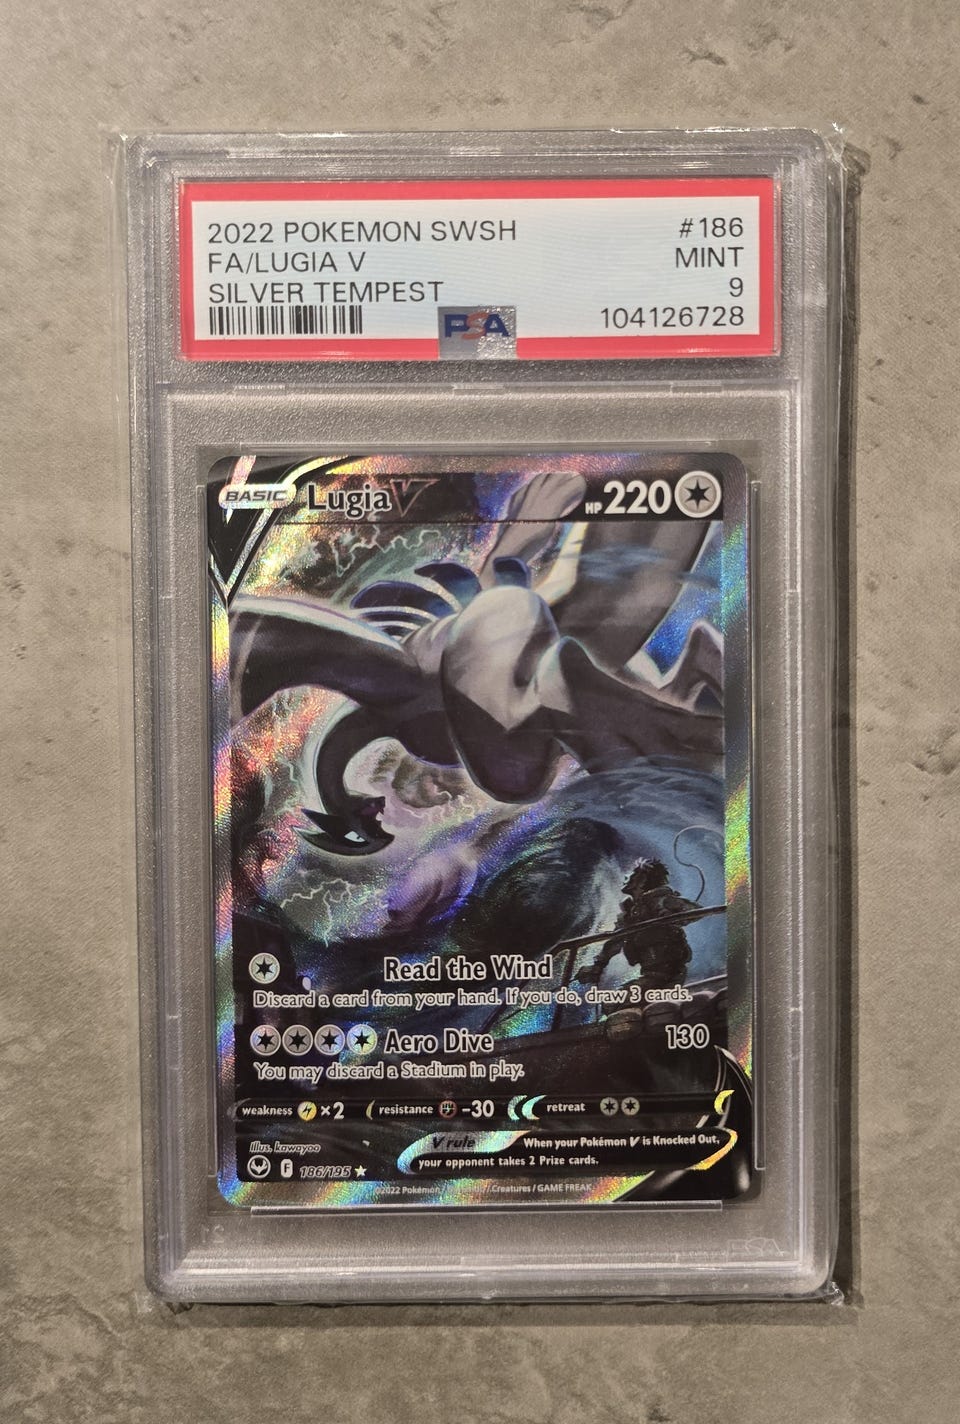 2022 POKEMON SWSH #186
FA/LUGIA V MINT
SILVER TEMPEST 9
PSA 104126728
BASIC Lugia V HP 220
Read the Wind
Discard a card from your hand. If you do, draw 3 cards.
Aero Dive 130
You may discard a Stadium in play.
weakness ×2 resistance -30 retreat
V rule When your Pokémon V is Knocked Out,
your opponent takes 2 Prize cards.
Illus. kawayoo
F 186/195
©2022 Pokémon / / Creatures / GAME FREAK
PSA